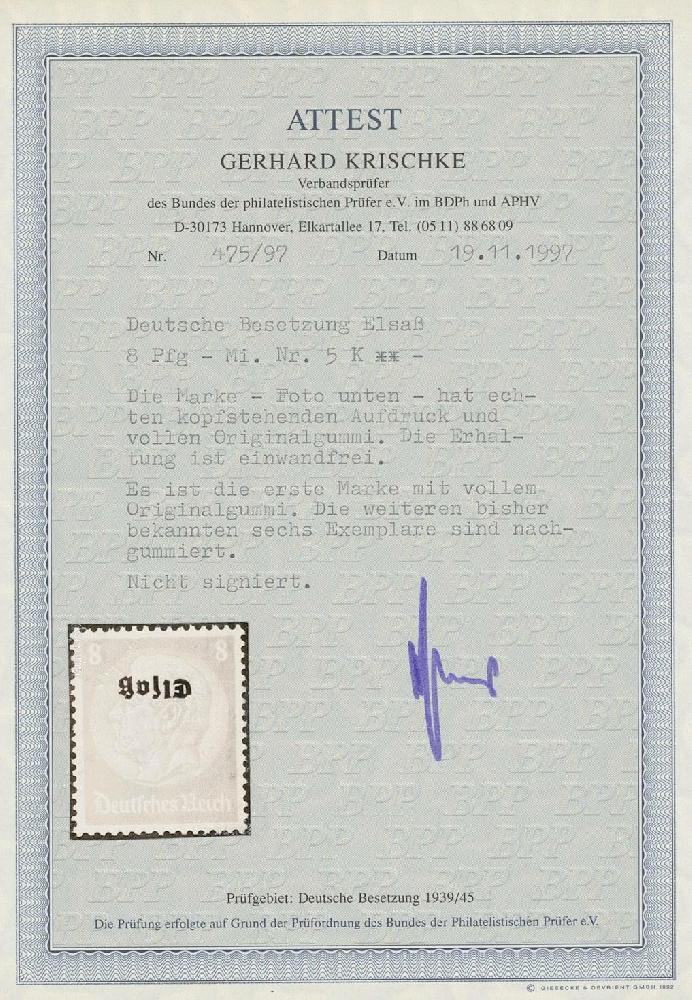 ATTEST
GERHARD KRISCHKE
Verbandsprüfer
des Bundes der philatelistischen Prüfer e.V. im BDPh und APHV
D-30173 Hannover, Elkartallee 17, Tel. (05 11) 88 68 09
Nr. 475/97 Datum 19.11.1997
Deutsche Besetzung Elsaß
8 Pfg - Mi. Nr. 5 K ** -
Die Marke - Foto unten - hat ech-
ten kopfstehenden Aufdruck und
vollen Originalgummi. Die Erhal-
tung ist einwandfrei.
Es ist die erste Marke mit vollem
Originalgummi. Die weiteren bisher
bekannten sechs Exemplare sind nach-
gummiert.
Nicht signiert.
8 8
Elsaß
Deutsches Reich
Prüfgebiet: Deutsche Besetzung 1939/45
Die Prüfung erfolgte auf Grund der Prüfordnung des Bundes der Philatelistischen Prüfer e.V.
© GIESECKE & DEVRIENT GMBH 1992